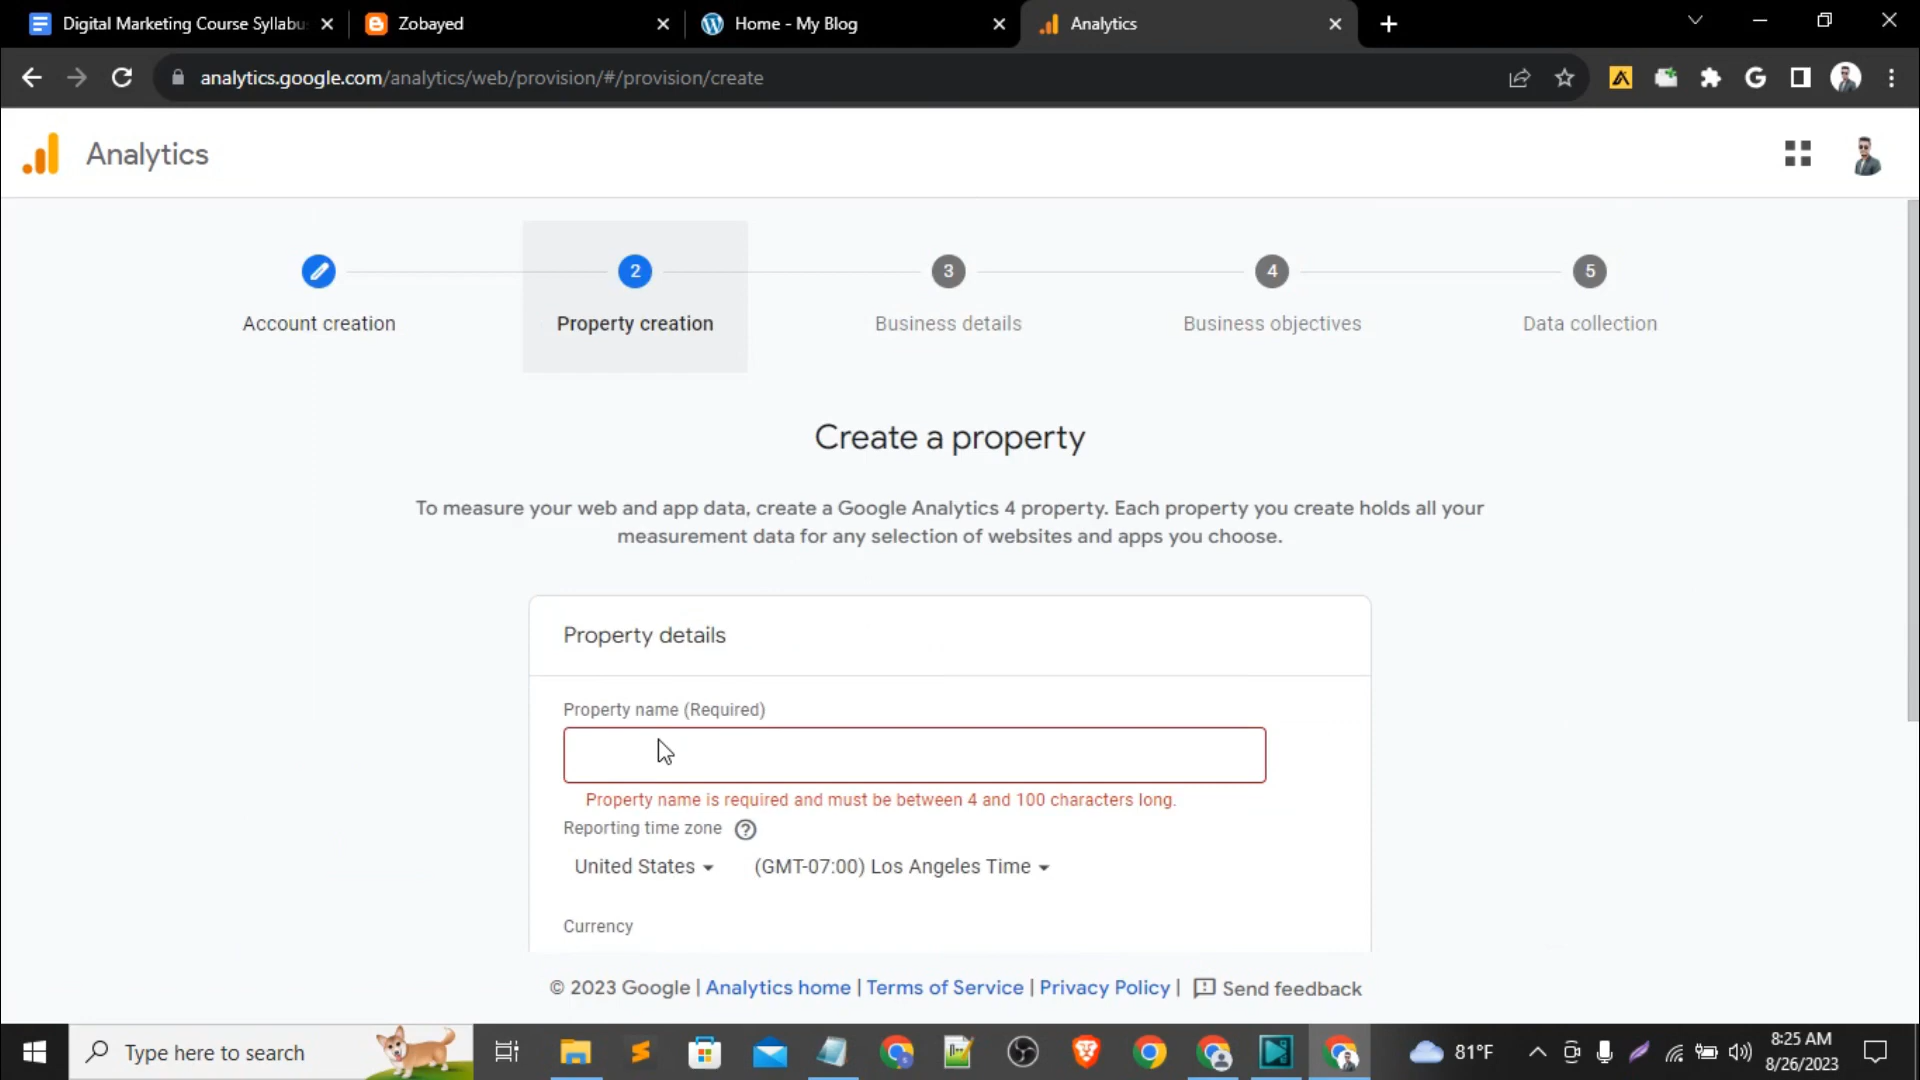 Digital Marketing Course Syllabu
Zobayed
Home - My Blog
Analytics
analytics.google.com/analytics/web/provision/#/provision/create
Analytics
2
3
4
5
Account creation
Property creation
Business details
Business objectives
Data collection
Create a property
To measure your web and app data, create a Google Analytics 4 property. Each property you create holds all your
measurement data for any selection of websites and apps you choose.
Property details
Property name (Required)
Property name is required and must be between 4 and 100 characters long.
Reporting time zone
United States
(GMT-07:00) Los Angeles Time
Currency
© 2023 Google | Analytics home | Terms of Service | Privacy Policy | Send feedback
Type here to search
81°F
8:25 AM
8/26/2023